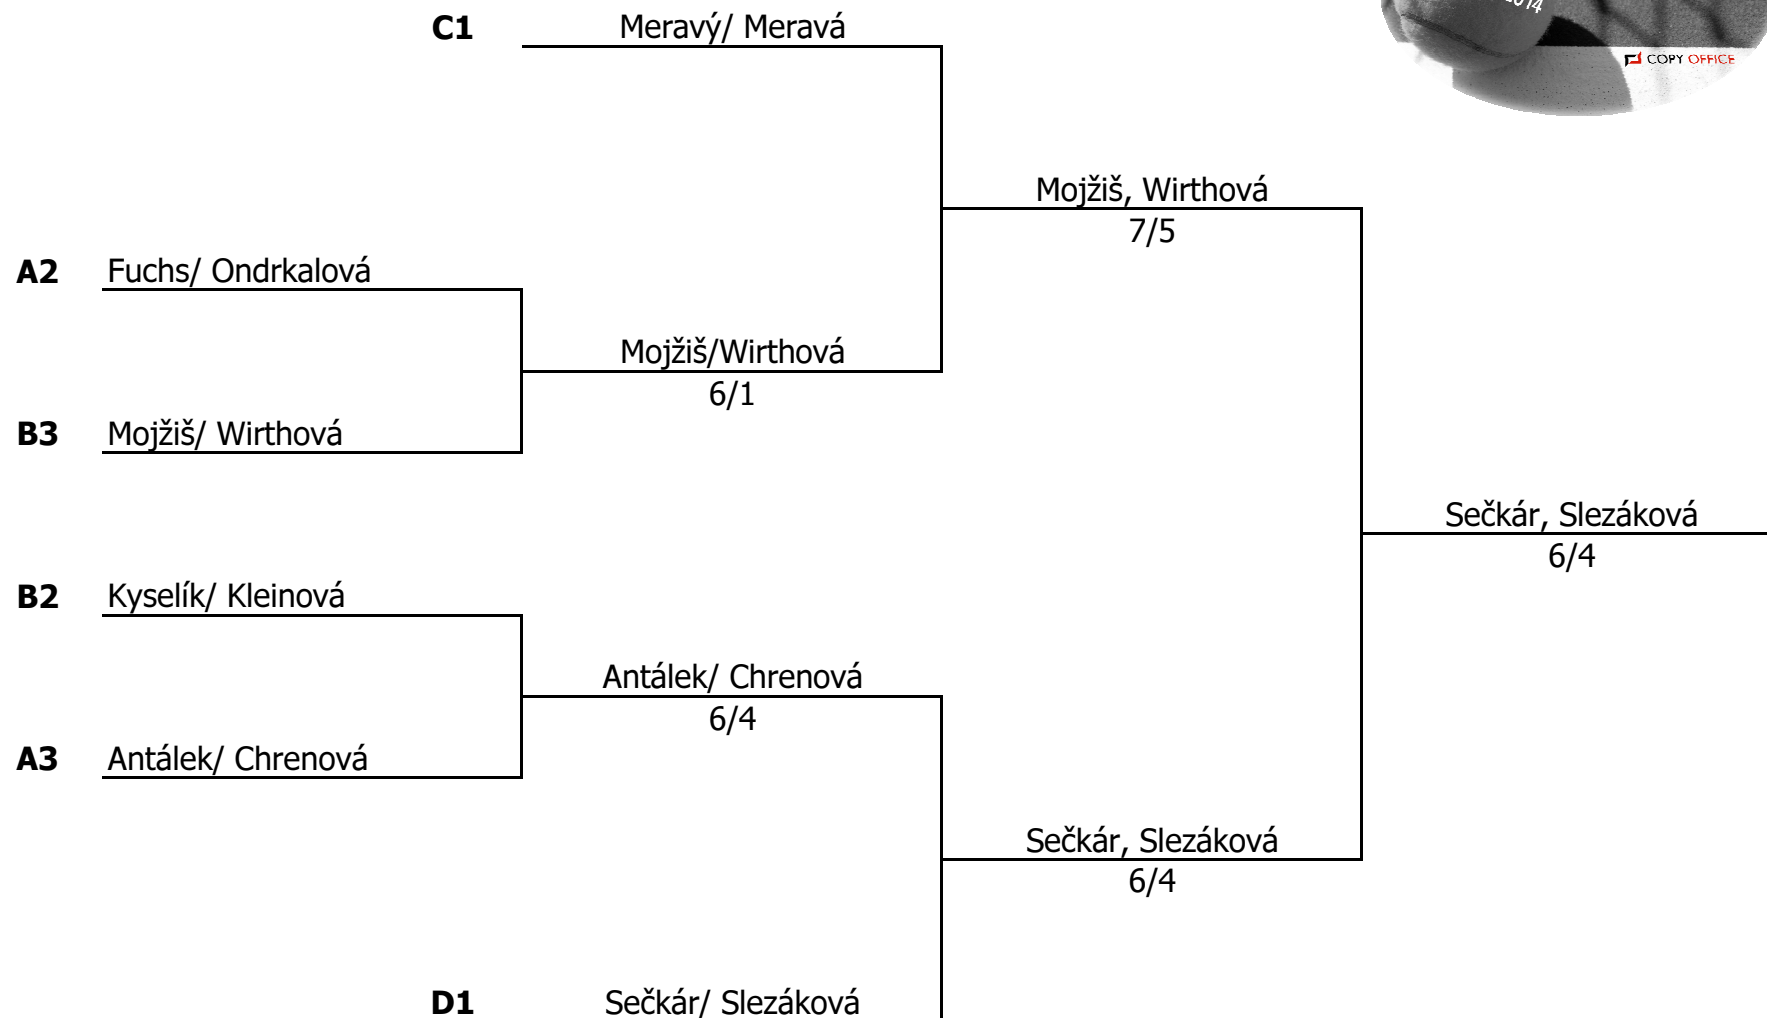 C1 Meravý/ Meravá
2014
COPY OFFICE
Mojžiš, Wirthová
7/5
A2 Fuchs/ Ondrkalová
Mojžiš/Wirthová
6/1
B3 Mojžiš/ Wirthová
Sečkár, Slezáková
6/4
B2 Kyselík/ Kleinová
Antálek/ Chrenová
6/4
A3 Antálek/ Chrenová
Sečkár, Slezáková
6/4
D1 Sečkár/ Slezáková